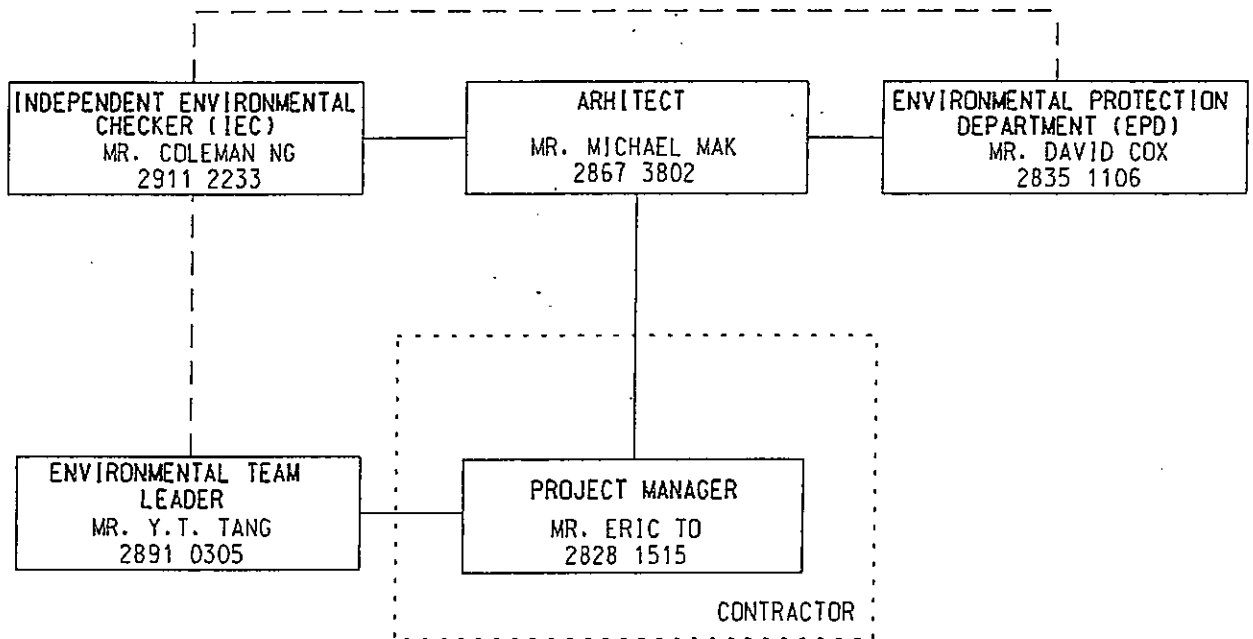 INDEPENDENT ENVIRONMENTAL
CHECKER (IEC)
MR. COLEMAN NG
2911 2233
ARHITECT
MR. MICHAEL MAK
2867 3802
ENVIRONMENTAL PROTECTION
DEPARTMENT (EPD)
MR. DAVID COX
2835 1106
ENVIRONMENTAL TEAM
LEADER
MR. Y.T. TANG
2891 0305
PROJECT MANAGER
MR. ERIC TO
2828 1515
CONTRACTOR